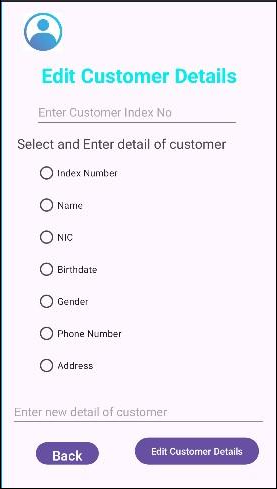 Edit Customer Details
Enter Customer Index No
Select and Enter detail of customer
Index Number
Name
NIC
Birthdate
Gender
Phone Number
Address
Enter new detail of customer
Back
Edit Customer Details